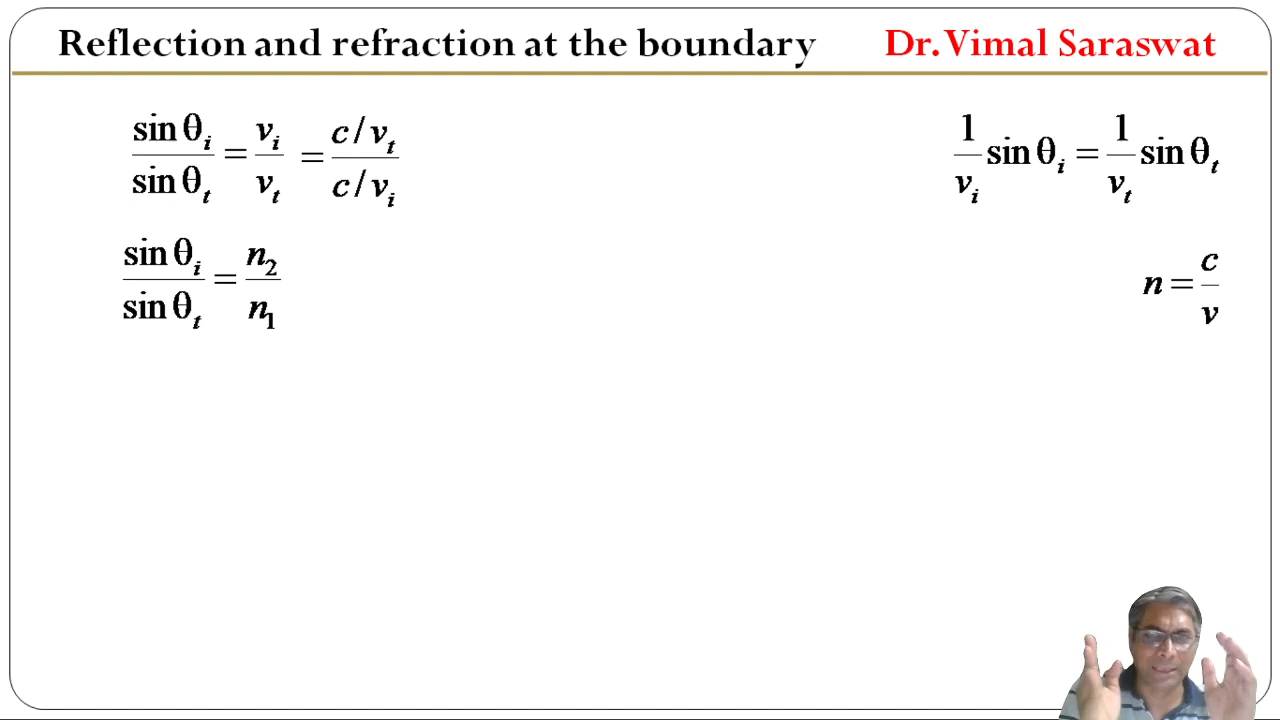 Reflection and refraction at the boundary Dr. Vimal Saraswat
sin θ_i / sin θ_t = v_i / v_t = (c / v_t) / (c / v_i)
1/v_i sin θ_i = 1/v_t sin θ_t
sin θ_i / sin θ_t = n_2 / n_1
n = c / v